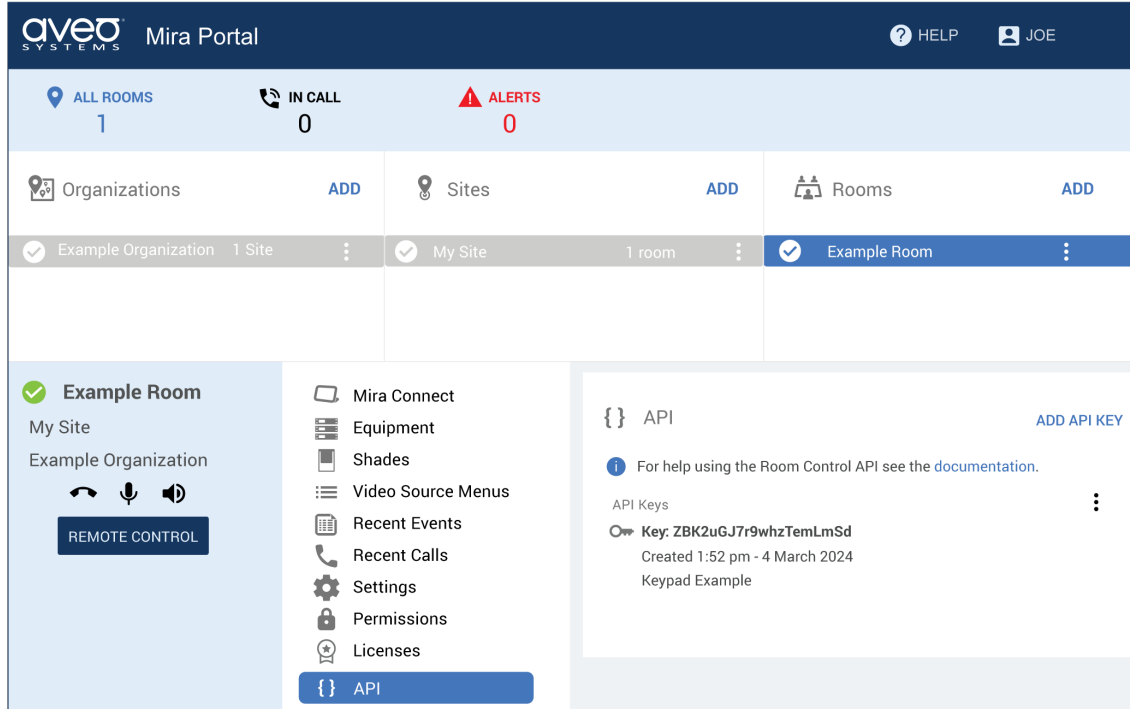 aveo
SYSTEMS
Mira Portal
? HELP
JOE
ALL ROOMS
1
IN CALL
0
ALERTS
0
Organizations ADD
Sites ADD
Rooms ADD
Example Organization 1 Site
My Site 1 room
Example Room
Example Room
My Site
Example Organization
REMOTE CONTROL
Mira Connect
Equipment
Shades
Video Source Menus
Recent Events
Recent Calls
Settings
Permissions
Licenses
{ } API
{ } API
ADD API KEY
i For help using the Room Control API see the documentation.
API Keys
Key: ZBK2uGJ7r9whzTemLmSd
Created 1:52 pm - 4 March 2024
Keypad Example